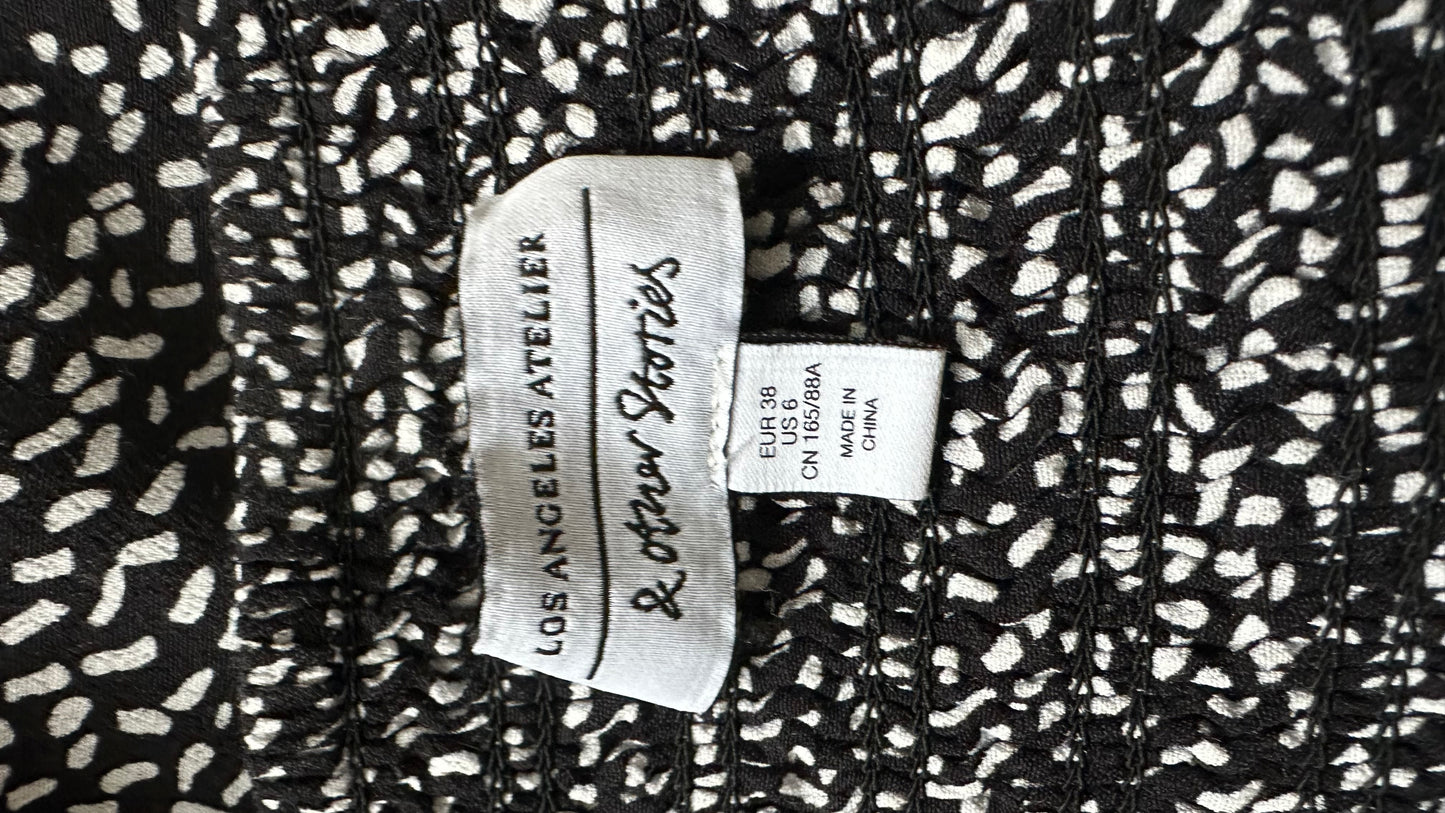 LOS ANGELES ATELIER
& other Stories
EUR 38
US 6
CN 165/88A
MADE IN
CHINA